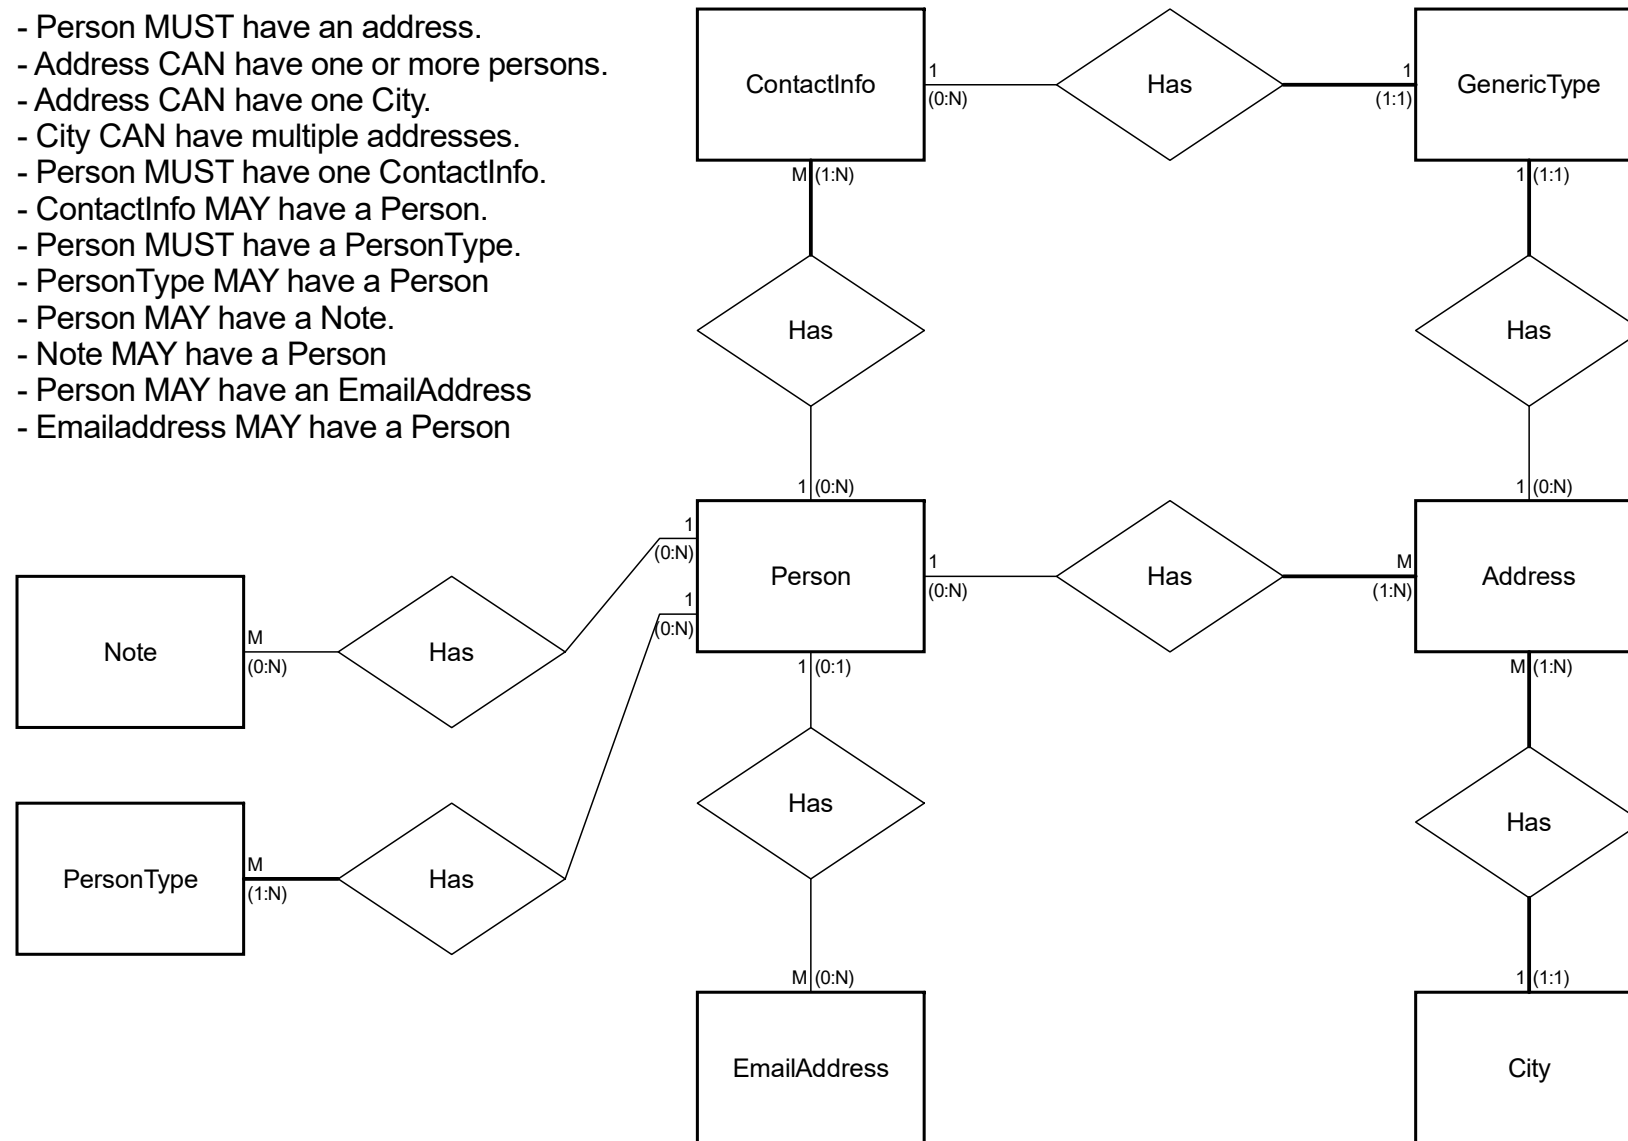 - Person MUST have an address.
- Address CAN have one or more persons.
- Address CAN have one City.
- City CAN have multiple addresses.
- Person MUST have one ContactInfo.
- ContactInfo MAY have a Person.
- Person MUST have a PersonType.
- PersonType MAY have a Person
- Person MAY have a Note.
- Note MAY have a Person
- Person MAY have an EmailAddress
- Emailaddress MAY have a Person
ContactInfo
1
(0:N)
Has
1
(1:1)
GenericType
M (1:N)
1 (1:1)
Has
Has
1 (0:N)
1 (0:N)
1
(0:N)
Person
1
(0:N)
Has
M
(1:N)
Address
1
(0:N)
Note
M
(0:N)
Has
1 (0:1)
M (1:N)
Has
Has
PersonType
M
(1:N)
Has
M (0:N)
1 (1:1)
EmailAddress
City